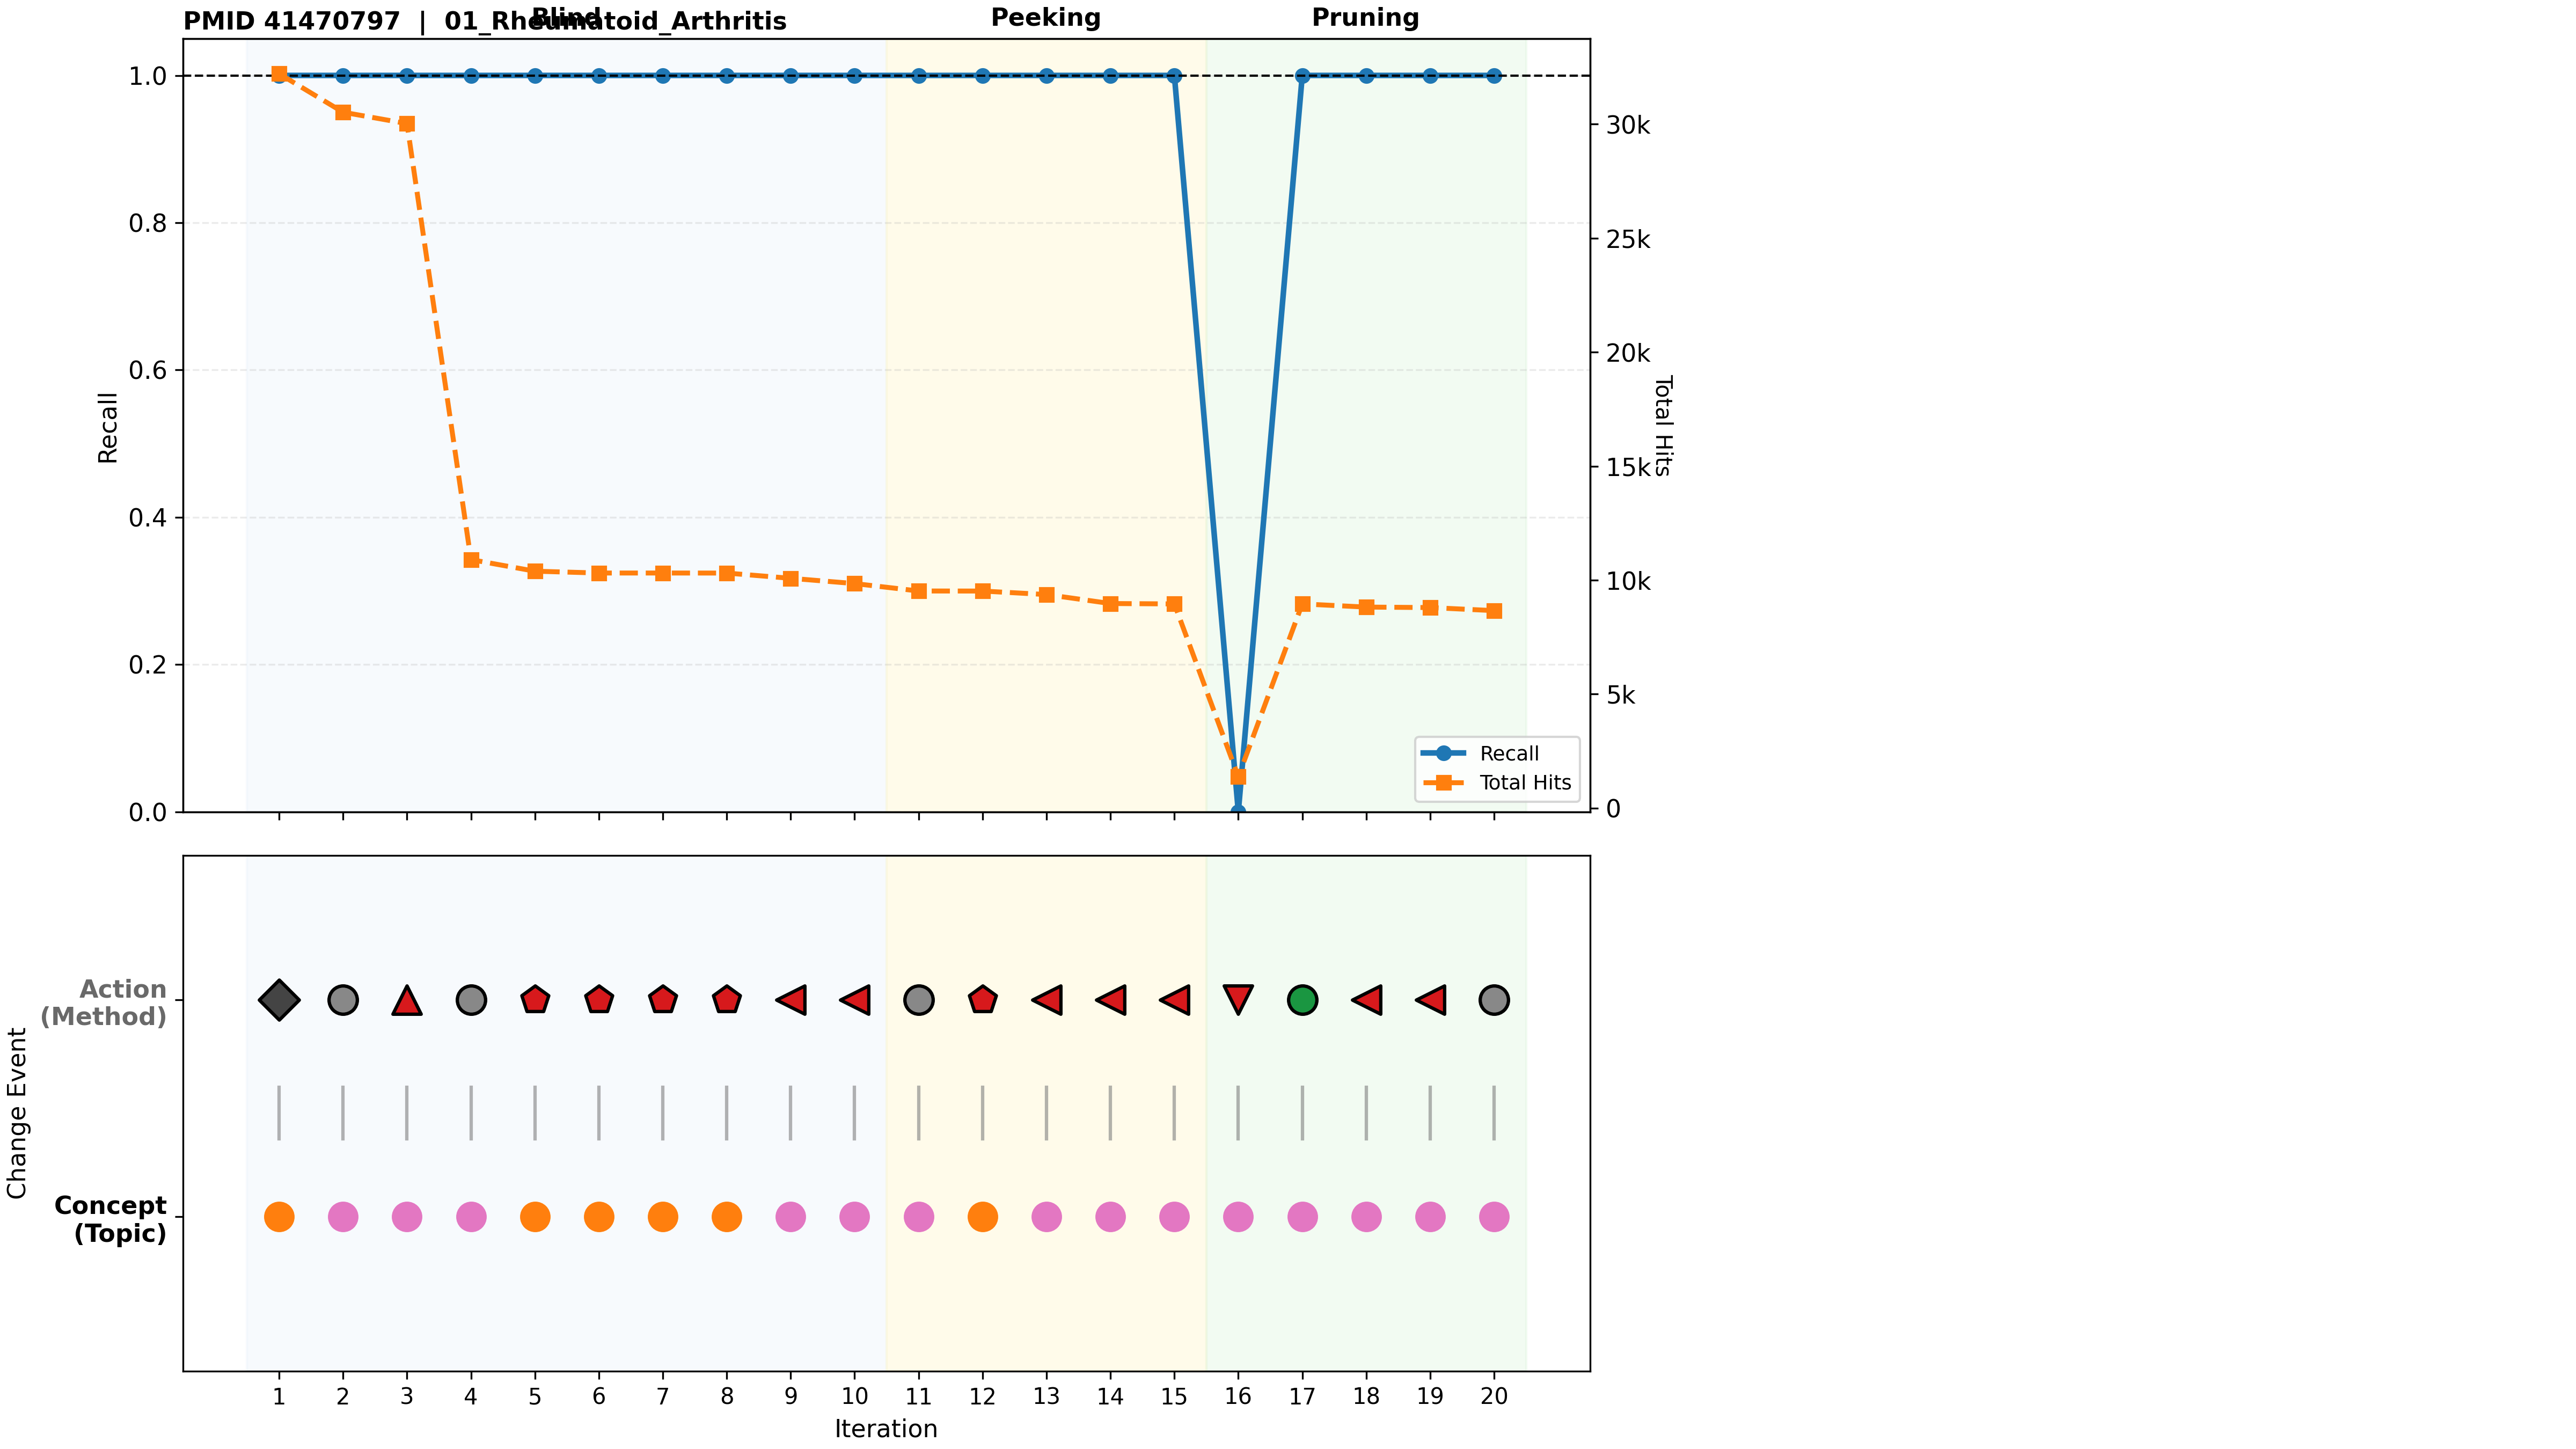 PMID 41470797 | 01_Rheumatoid_Arthritis
Blind
Peeking
Pruning
1.0
0.8
0.6
0.4
0.2
0.0
Recall
30k
25k
20k
15k
10k
5k
0
Total Hits
Recall
Total Hits
Action
(Method)
Concept
(Topic)
Change Event
1 2 3 4 5 6 7 8 9 10 11 12 13 14 15 16 17 18 19 20
Iteration